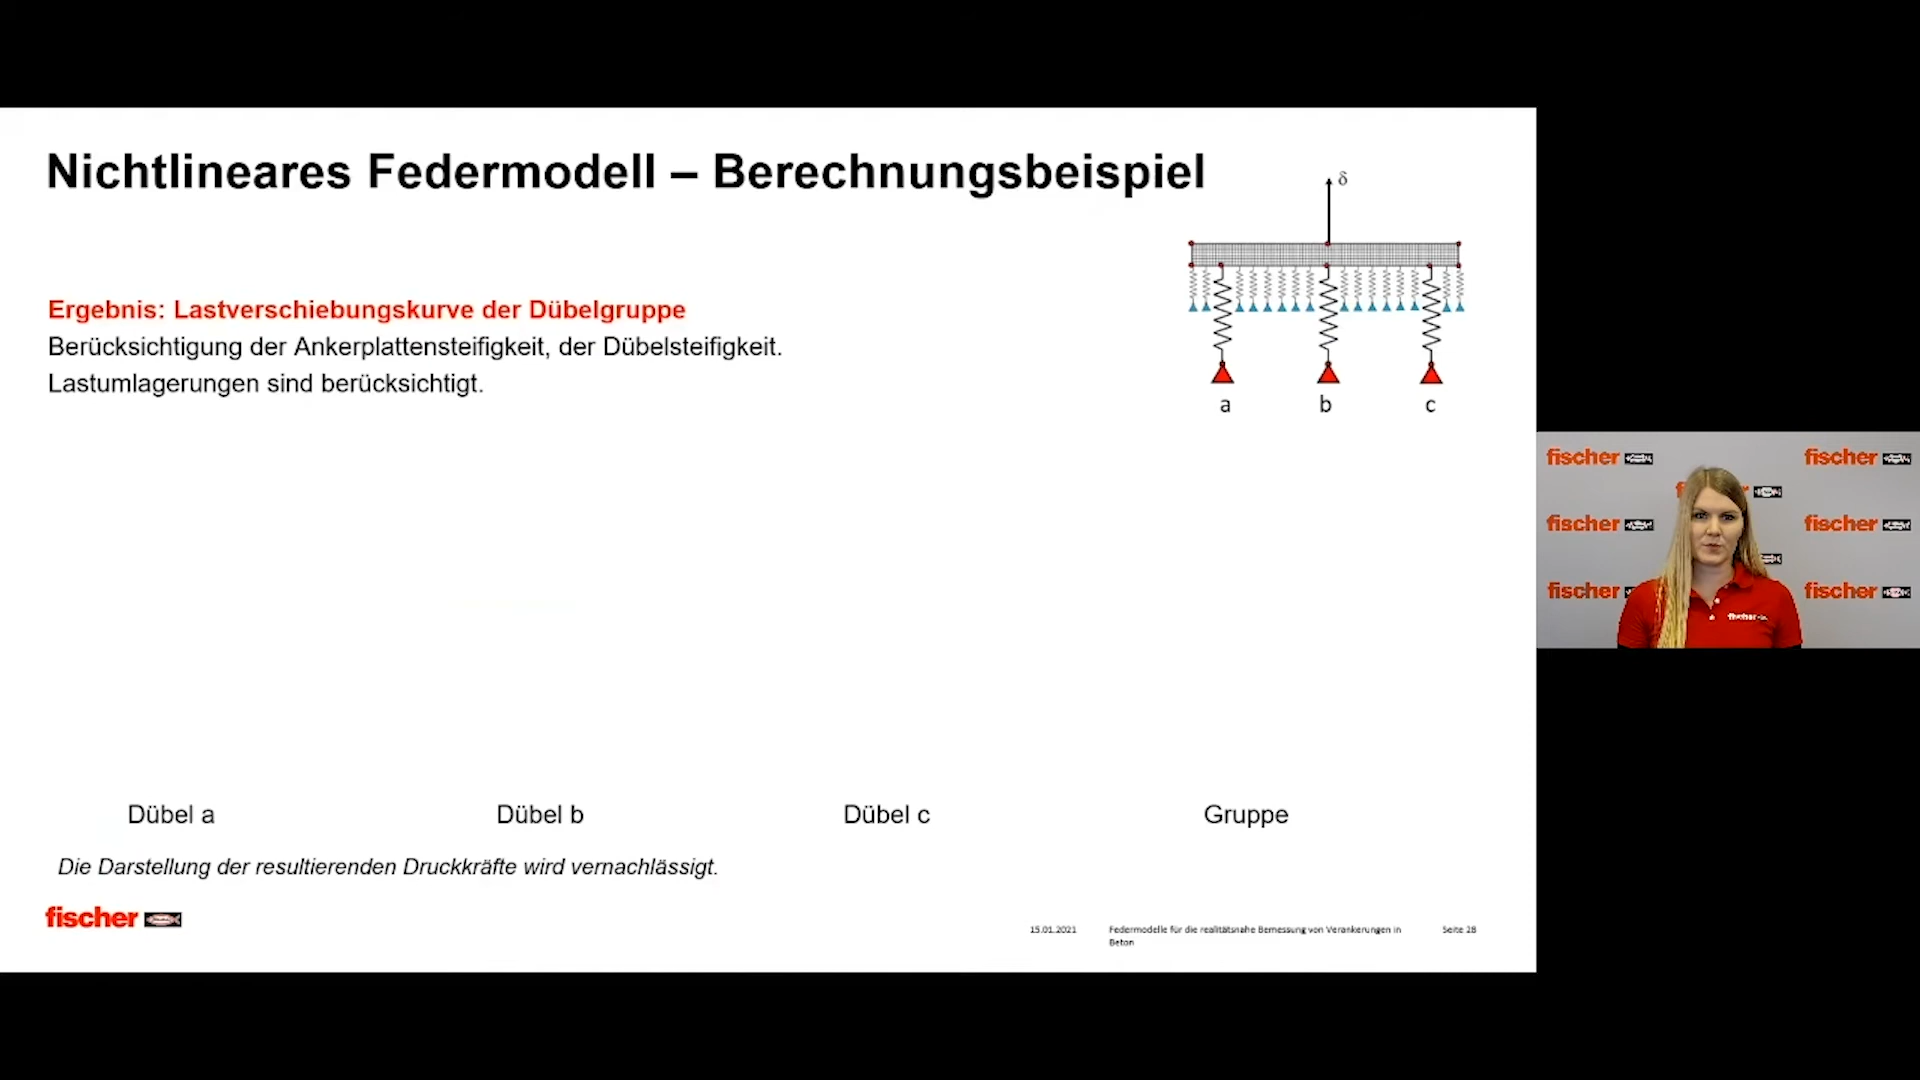 Nichtlineares Federmodell – Berechnungsbeispiel
δ
Ergebnis: Lastverschiebungskurve der Dübelgruppe
Berücksichtigung der Ankerplattensteifigkeit, der Dübelsteifigkeit.
Lastumlagerungen sind berücksichtigt.
a b c
Dübel a
Dübel b
Dübel c
Gruppe
Die Darstellung der resultierenden Druckkräfte wird vernachlässigt.
fischer
15.01.2021
Federmodelle für die realitätsnahe Bemessung von Verankerungen in
Beton
Seite 28
fischer fischer
fischer fischer
fischer fischer
fischer